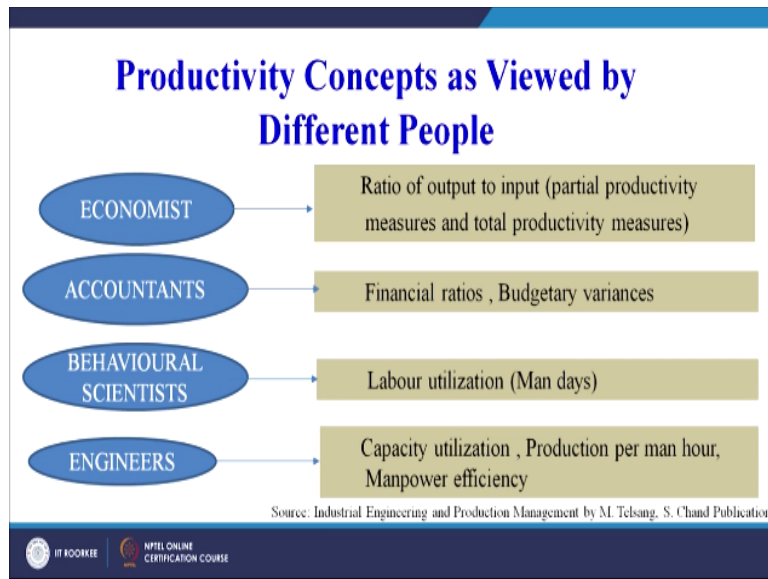 Productivity Concepts as Viewed by
Different People
ECONOMIST
Ratio of output to input (partial productivity
measures and total productivity measures)
ACCOUNTANTS
Financial ratios , Budgetary variances
BEHAVIOURAL
SCIENTISTS
Labour utilization (Man days)
ENGINEERS
Capacity utilization , Production per man hour,
Manpower efficiency
Source: Industrial Engineering and Production Management by M. Telsang, S. Chand Publication
IIT ROORKEE
NPTEL ONLINE
CERTIFICATION COURSE